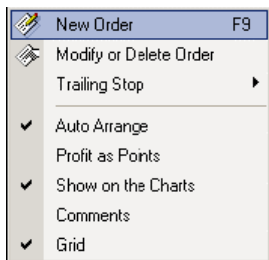 New Order F9
Modify or Delete Order
Trailing Stop
Auto Arrange
Profit as Points
Show on the Charts
Comments
Grid